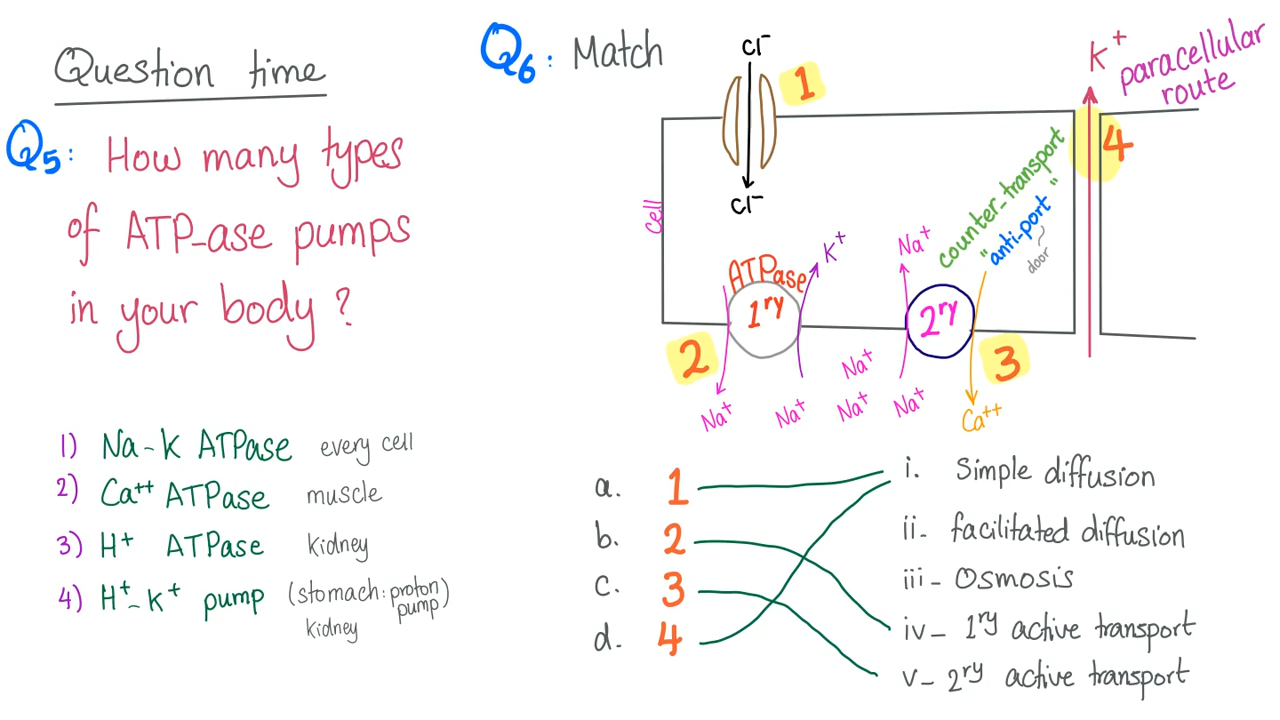 Question time
Q5: How many types
of ATP-ase pumps
in your body?
1) Na-K ATPase every cell
2) Ca++ ATPase muscle
3) H+ ATPase kidney
4) H+-K+ pump (stomach: proton pump)
kidney
Q6: Match
Cl-
1
Cl-
cell
K+
paracellular
route
4
counter-transport
"anti-port"
door
ATPase
1ry
K+
Na+
2ry
2
3
Na+
Na+
Na+
Na+
Na+
Ca++
a. 1
b. 2
c. 3
d. 4
i. Simple diffusion
ii- facilitated diffusion
iii- Osmosis
iv- 1ry active transport
v- 2ry active transport